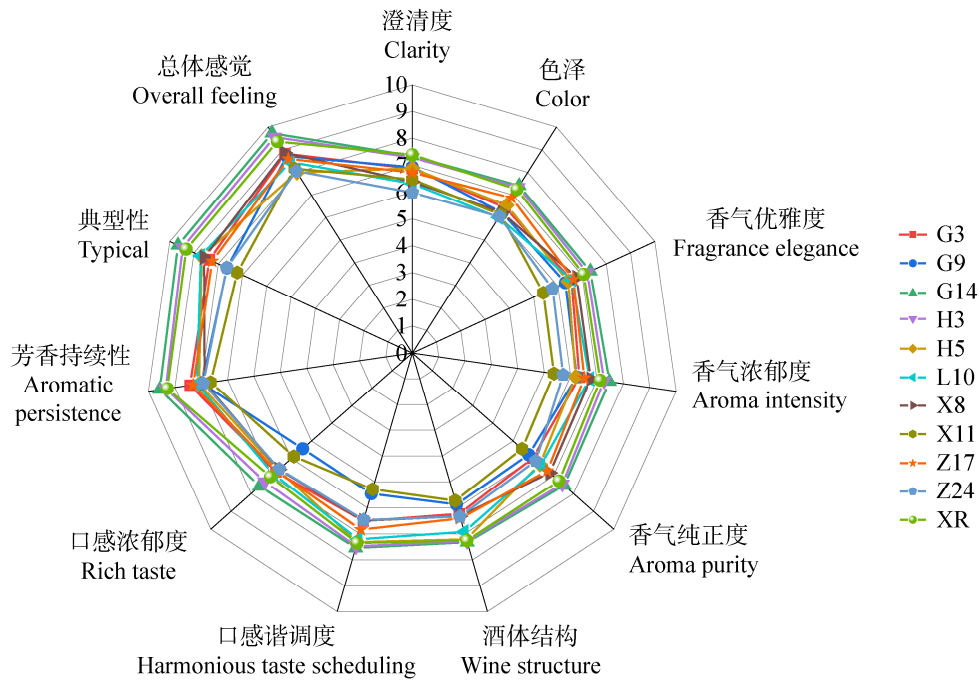 澄清度
Clarity
色泽
Color
香气优雅度
Fragrance elegance
香气浓郁度
Aroma intensity
香气纯正度
Aroma purity
酒体结构
Wine structure
口感谐调度
Harmonious taste scheduling
口感浓郁度
Rich taste
芳香持续性
Aromatic
persistence
典型性
Typical
总体感觉
Overall feeling
10
9
8
7
6
5
4
3
2
1
0
G3
G9
G14
H3
H5
L10
X8
X11
Z17
Z24
XR